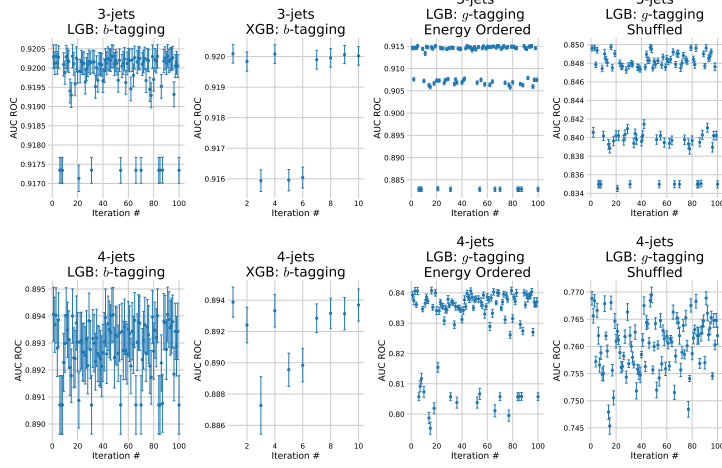 3-jets
LGB: b-tagging
AUC ROC
0.9205
0.9200
0.9195
0.9190
0.9185
0.9180
0.9175
0.9170
0 20 40 60 80 100
Iteration #
3-jets
XGB: b-tagging
AUC ROC
0.920
0.919
0.918
0.917
0.916
2 4 6 8 10
Iteration #
LGB: g-tagging
Energy Ordered
AUC ROC
0.915
0.910
0.905
0.900
0.895
0.890
0.885
0 20 40 60 80 100
Iteration #
LGB: g-tagging
Shuffled
AUC ROC
0.850
0.848
0.846
0.844
0.842
0.840
0.838
0.836
0.834
0 20 40 60 80 100
Iteration #
4-jets
LGB: b-tagging
AUC ROC
0.895
0.894
0.893
0.892
0.891
0.890
0 20 40 60 80 100
Iteration #
4-jets
XGB: b-tagging
AUC ROC
0.894
0.892
0.890
0.888
0.886
2 4 6 8 10
Iteration #
4-jets
LGB: g-tagging
Energy Ordered
AUC ROC
0.84
0.83
0.82
0.81
0.80
0 20 40 60 80 100
Iteration #
4-jets
LGB: g-tagging
Shuffled
AUC ROC
0.770
0.765
0.760
0.755
0.750
0.745
0 20 40 60 80 100
Iteration #